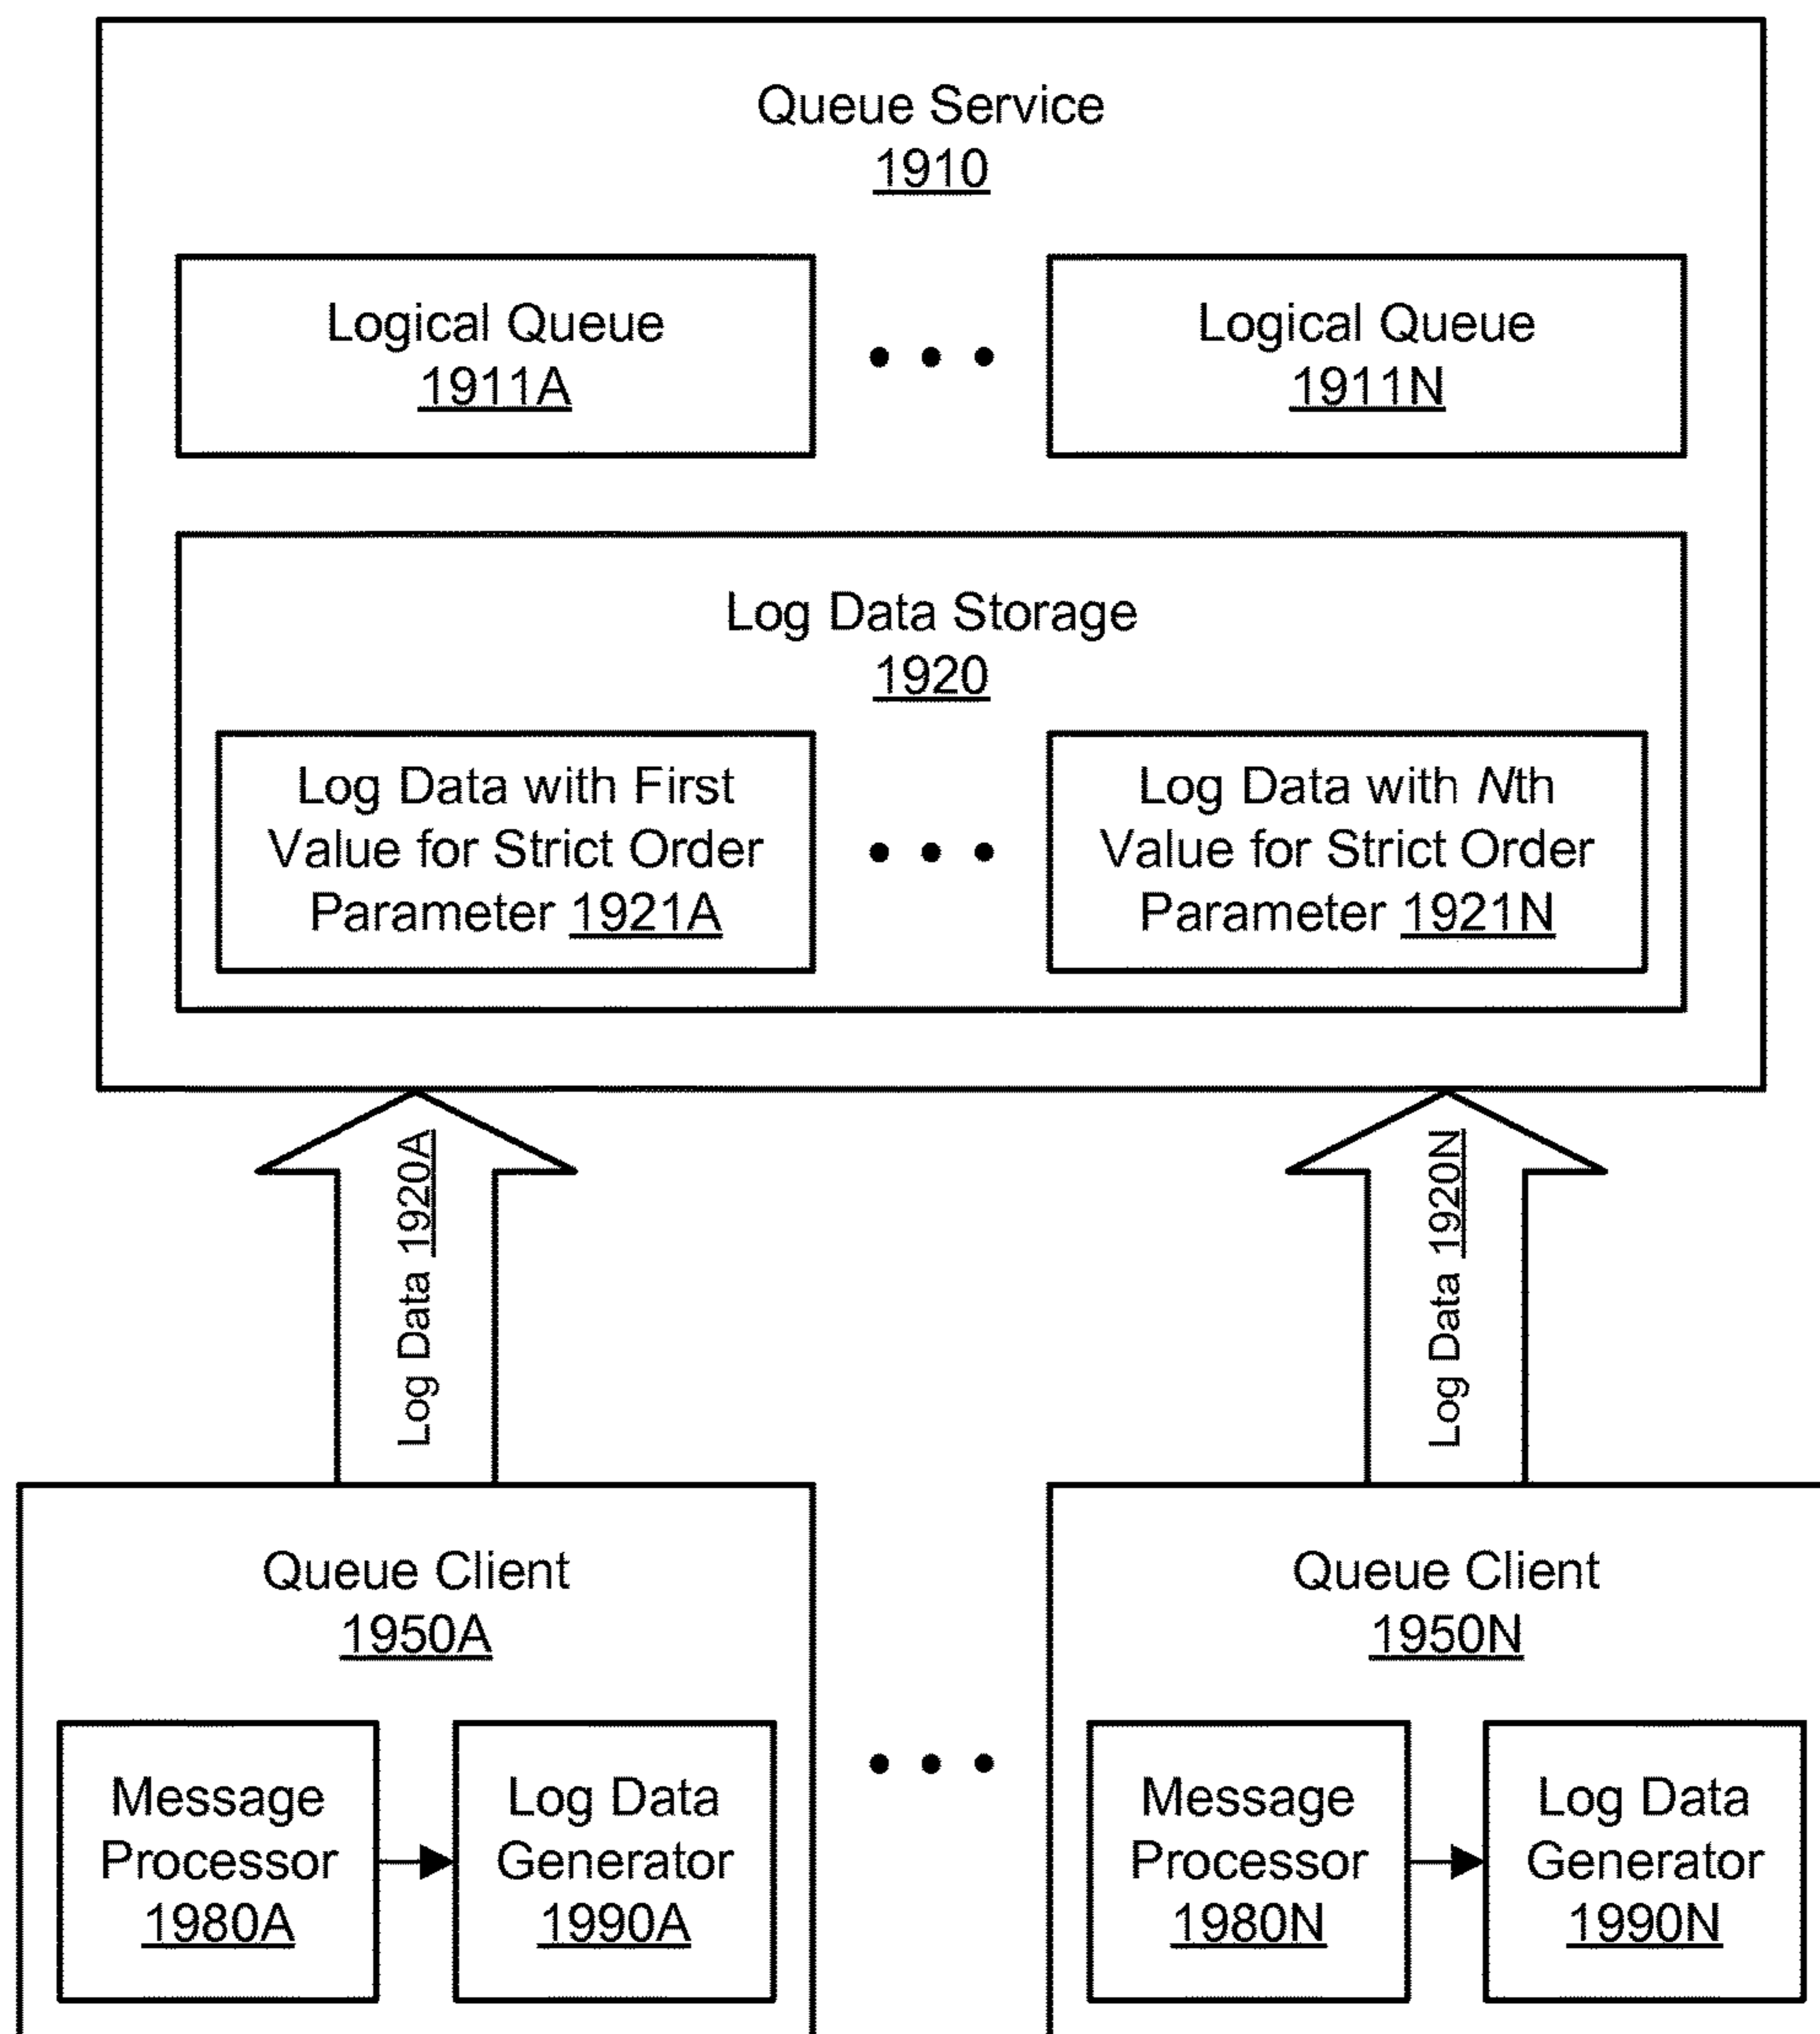 Queue Service
1910
Logical Queue
1911A
Logical Queue
1911N
Log Data Storage
1920
Log Data with First
Value for Strict Order
Parameter 1921A
Log Data with Nth
Value for Strict Order
Parameter 1921N
Log Data 1920A
Log Data 1920N
Queue Client
1950A
Message
Processor
1980A
Log Data
Generator
1990A
Queue Client
1950N
Message
Processor
1980N
Log Data
Generator
1990N